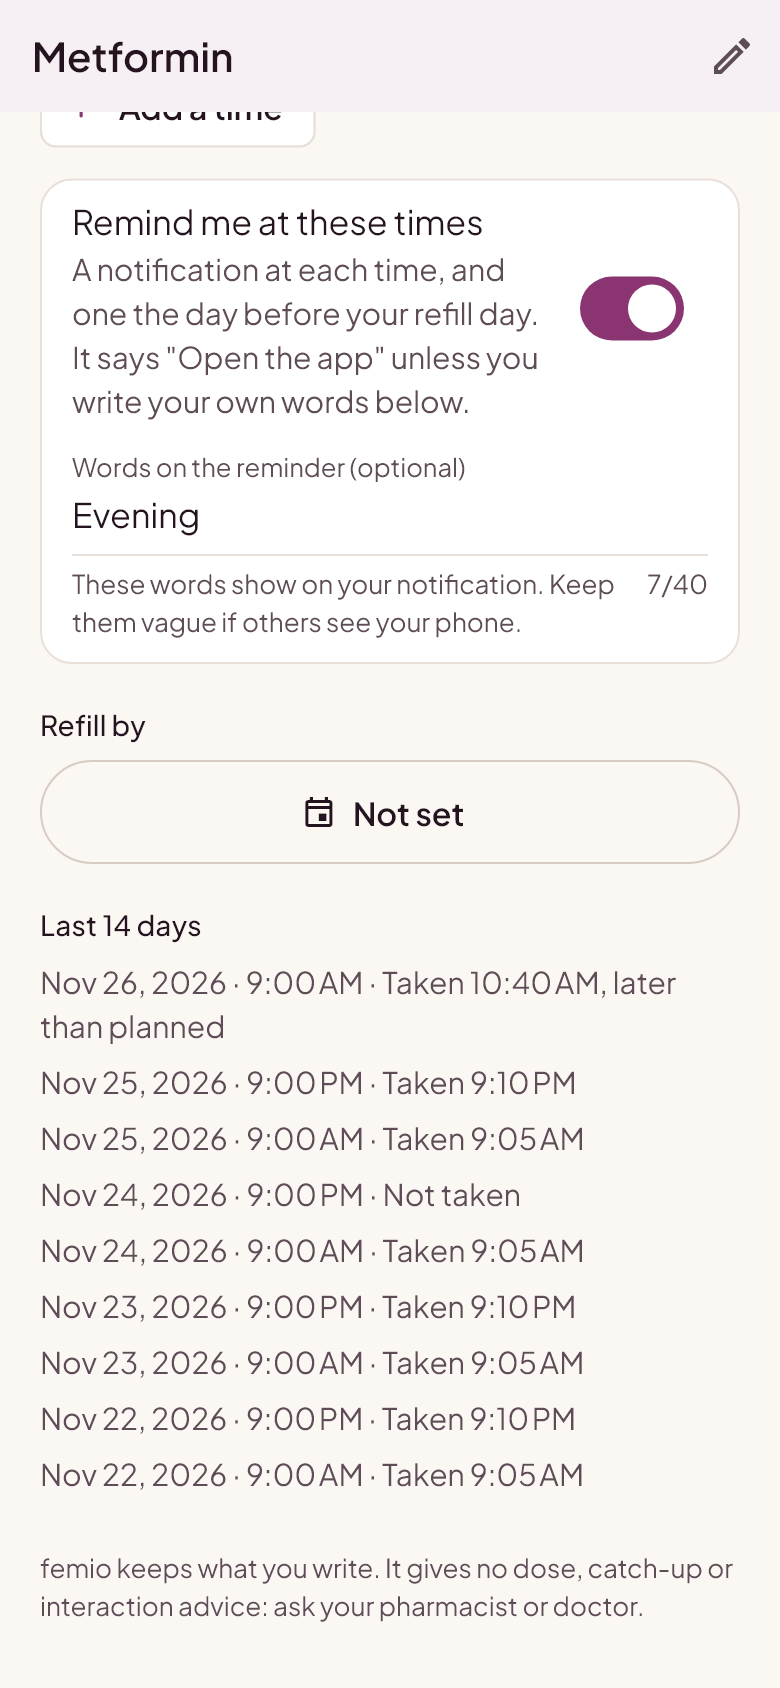 Metformin
Add a time
Remind me at these times
A notification at each time, and
one the day before your refill day.
It says "Open the app" unless you
write your own words below.
Words on the reminder (optional)
Evening
These words show on your notification. Keep 7/40
them vague if others see your phone.
Refill by
Not set
Last 14 days
Nov 26, 2026 · 9:00 AM · Taken 10:40 AM, later
than planned
Nov 25, 2026 · 9:00 PM · Taken 9:10 PM
Nov 25, 2026 · 9:00 AM · Taken 9:05 AM
Nov 24, 2026 · 9:00 PM · Not taken
Nov 24, 2026 · 9:00 AM · Taken 9:05 AM
Nov 23, 2026 · 9:00 PM · Taken 9:10 PM
Nov 23, 2026 · 9:00 AM · Taken 9:05 AM
Nov 22, 2026 · 9:00 PM · Taken 9:10 PM
Nov 22, 2026 · 9:00 AM · Taken 9:05 AM
femio keeps what you write. It gives no dose, catch-up or
interaction advice: ask your pharmacist or doctor.